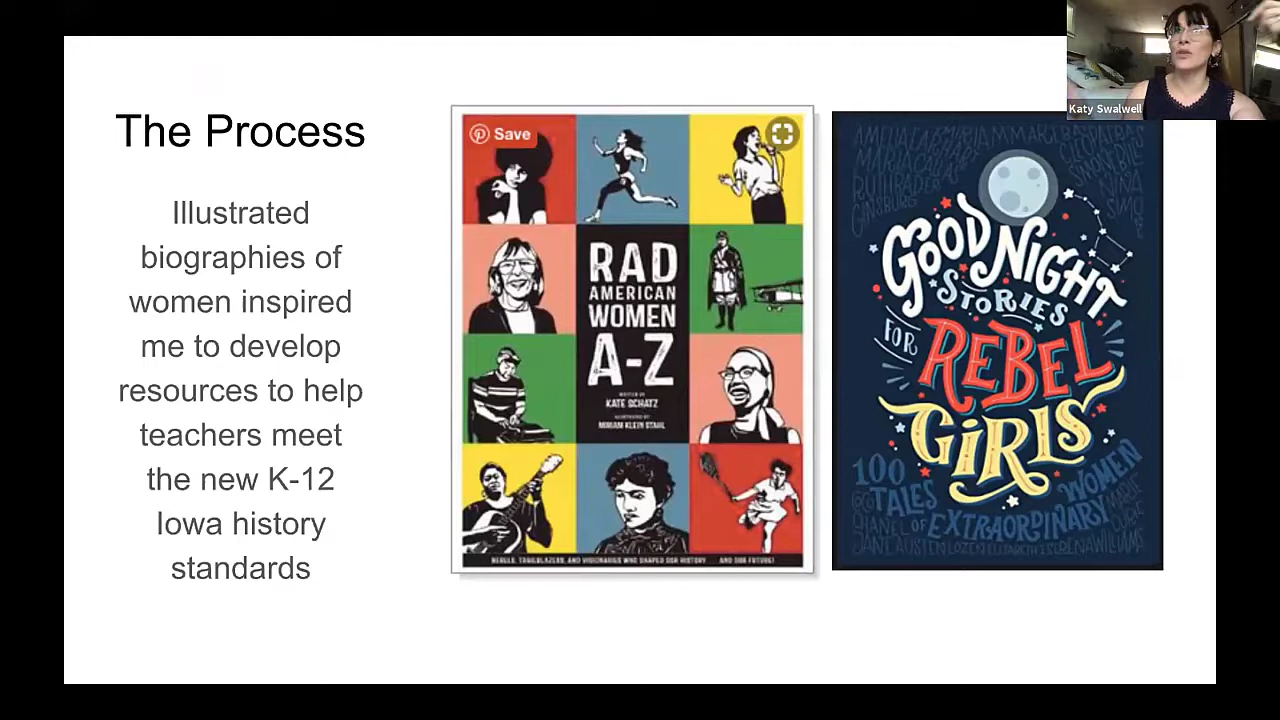 The Process
Illustrated
biographies of
women inspired
me to develop
resources to help
teachers meet
the new K-12
Iowa history
standards
Save
RAD
AMERICAN
WOMEN
A-Z
WRITTEN BY
KATE SCHATZ
ILLUSTRATED BY
MIRIAM KLEIN STAHL
REBELS, TRAILBLAZERS, AND VISIONARIES WHO SHAPED OUR HISTORY . . . AND OUR FUTURE!
RUTH BADER
GINSBURG
GOOD NIGHT
STORIES
FOR REBEL
GIRLS
100
TALES
OF EXTRAORDINARY
WOMEN
Katy Swalwell